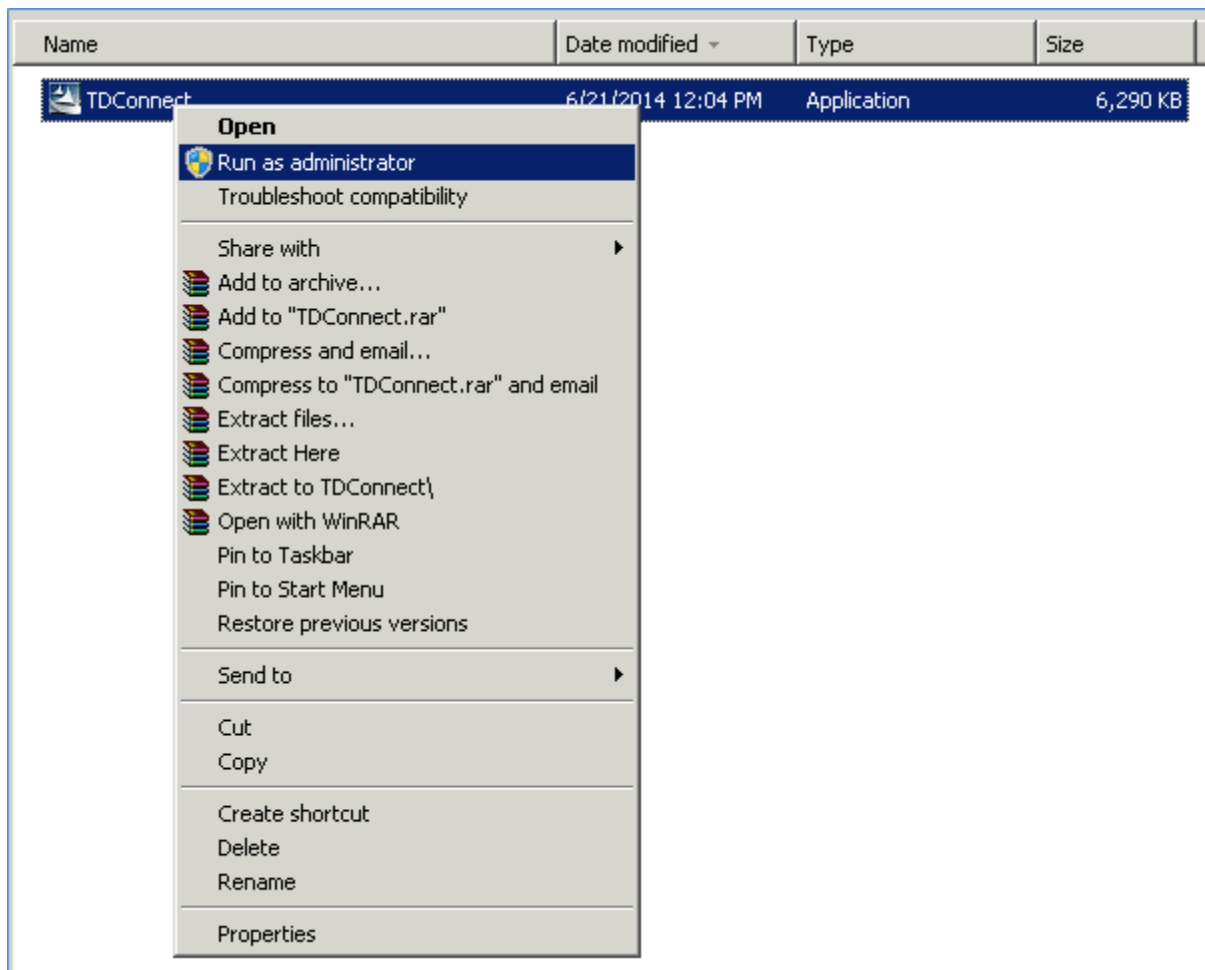 Name Date modified Type Size
TDConnect 6/21/2014 12:04 PM Application 6,290 KB
Open
Run as administrator
Troubleshoot compatibility
Share with
Add to archive...
Add to "TDConnect.rar"
Compress and email...
Compress to "TDConnect.rar" and email
Extract files...
Extract Here
Extract to TDConnect\
Open with WinRAR
Pin to Taskbar
Pin to Start Menu
Restore previous versions
Send to
Cut
Copy
Create shortcut
Delete
Rename
Properties